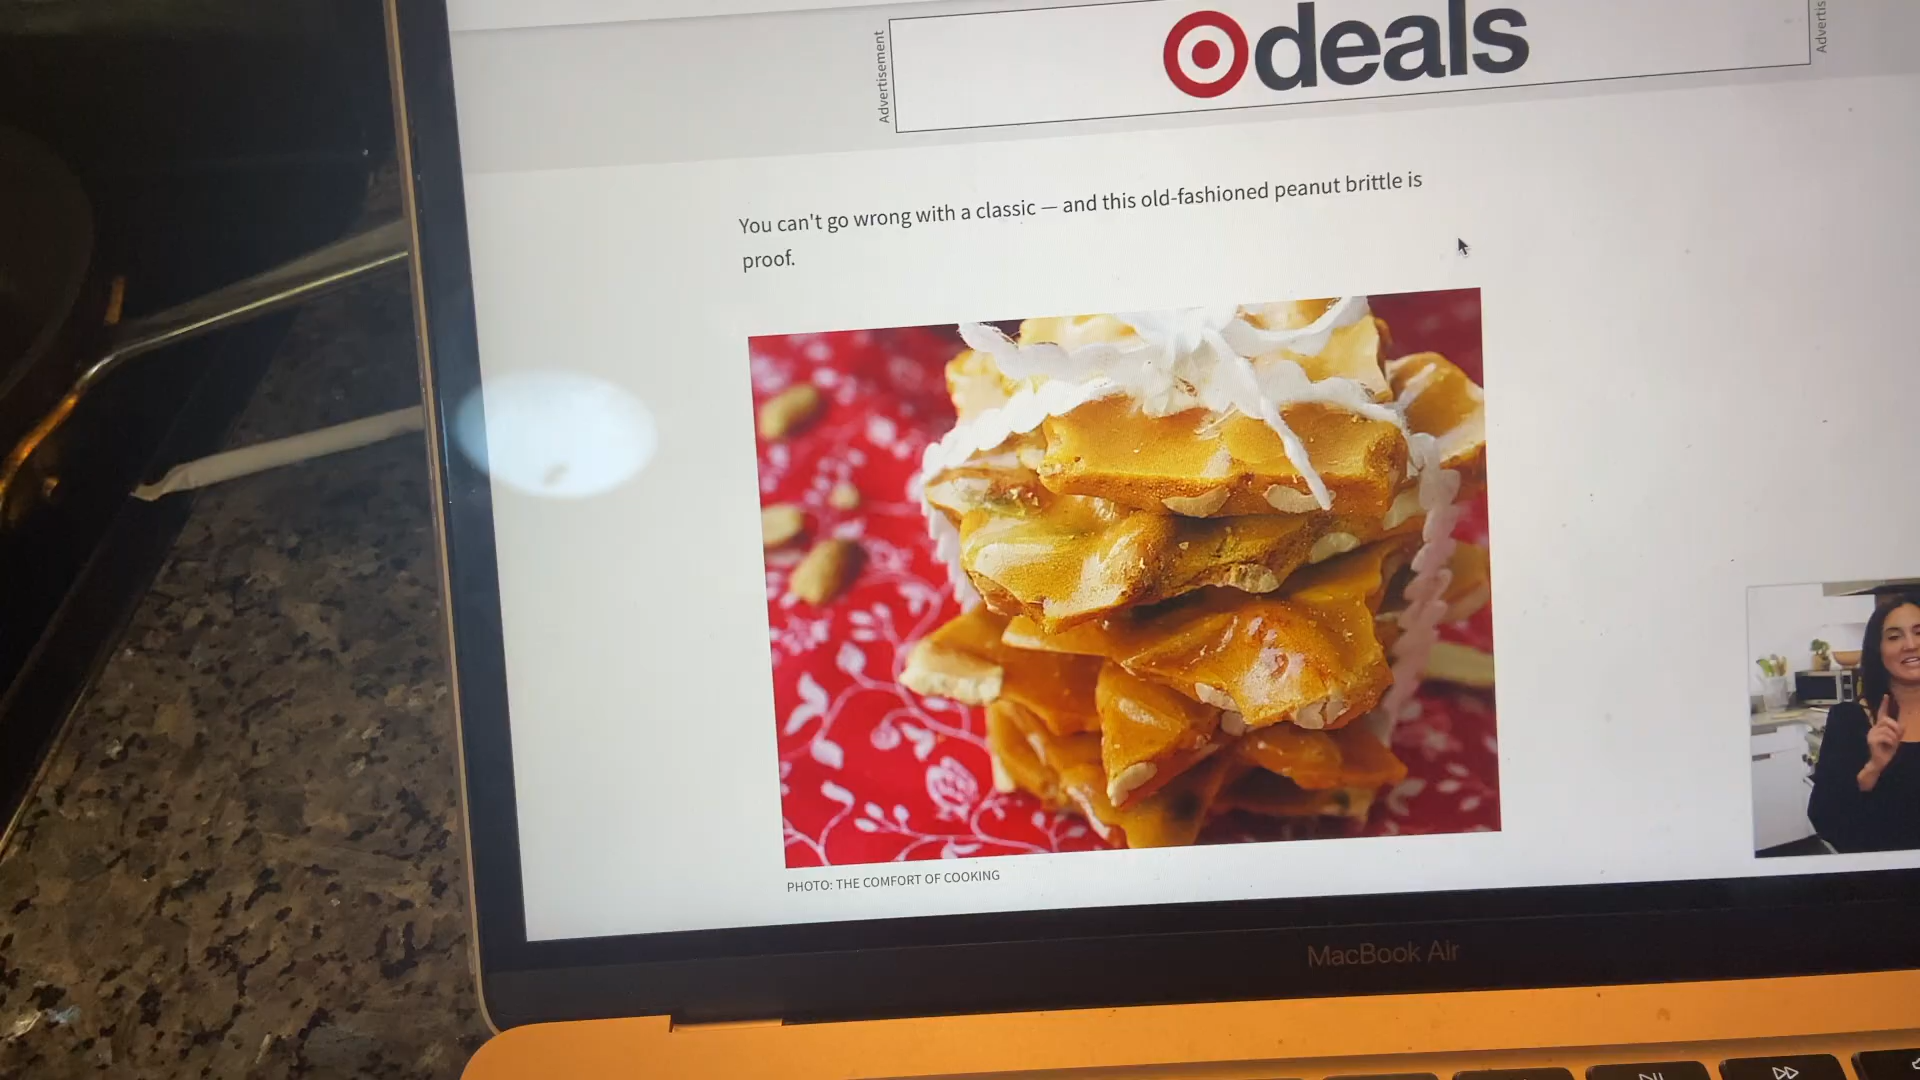 Advertisement
deals
You can't go wrong with a classic — and this old-fashioned peanut brittle is
proof.
PHOTO: THE COMFORT OF COOKING
MacBook Air